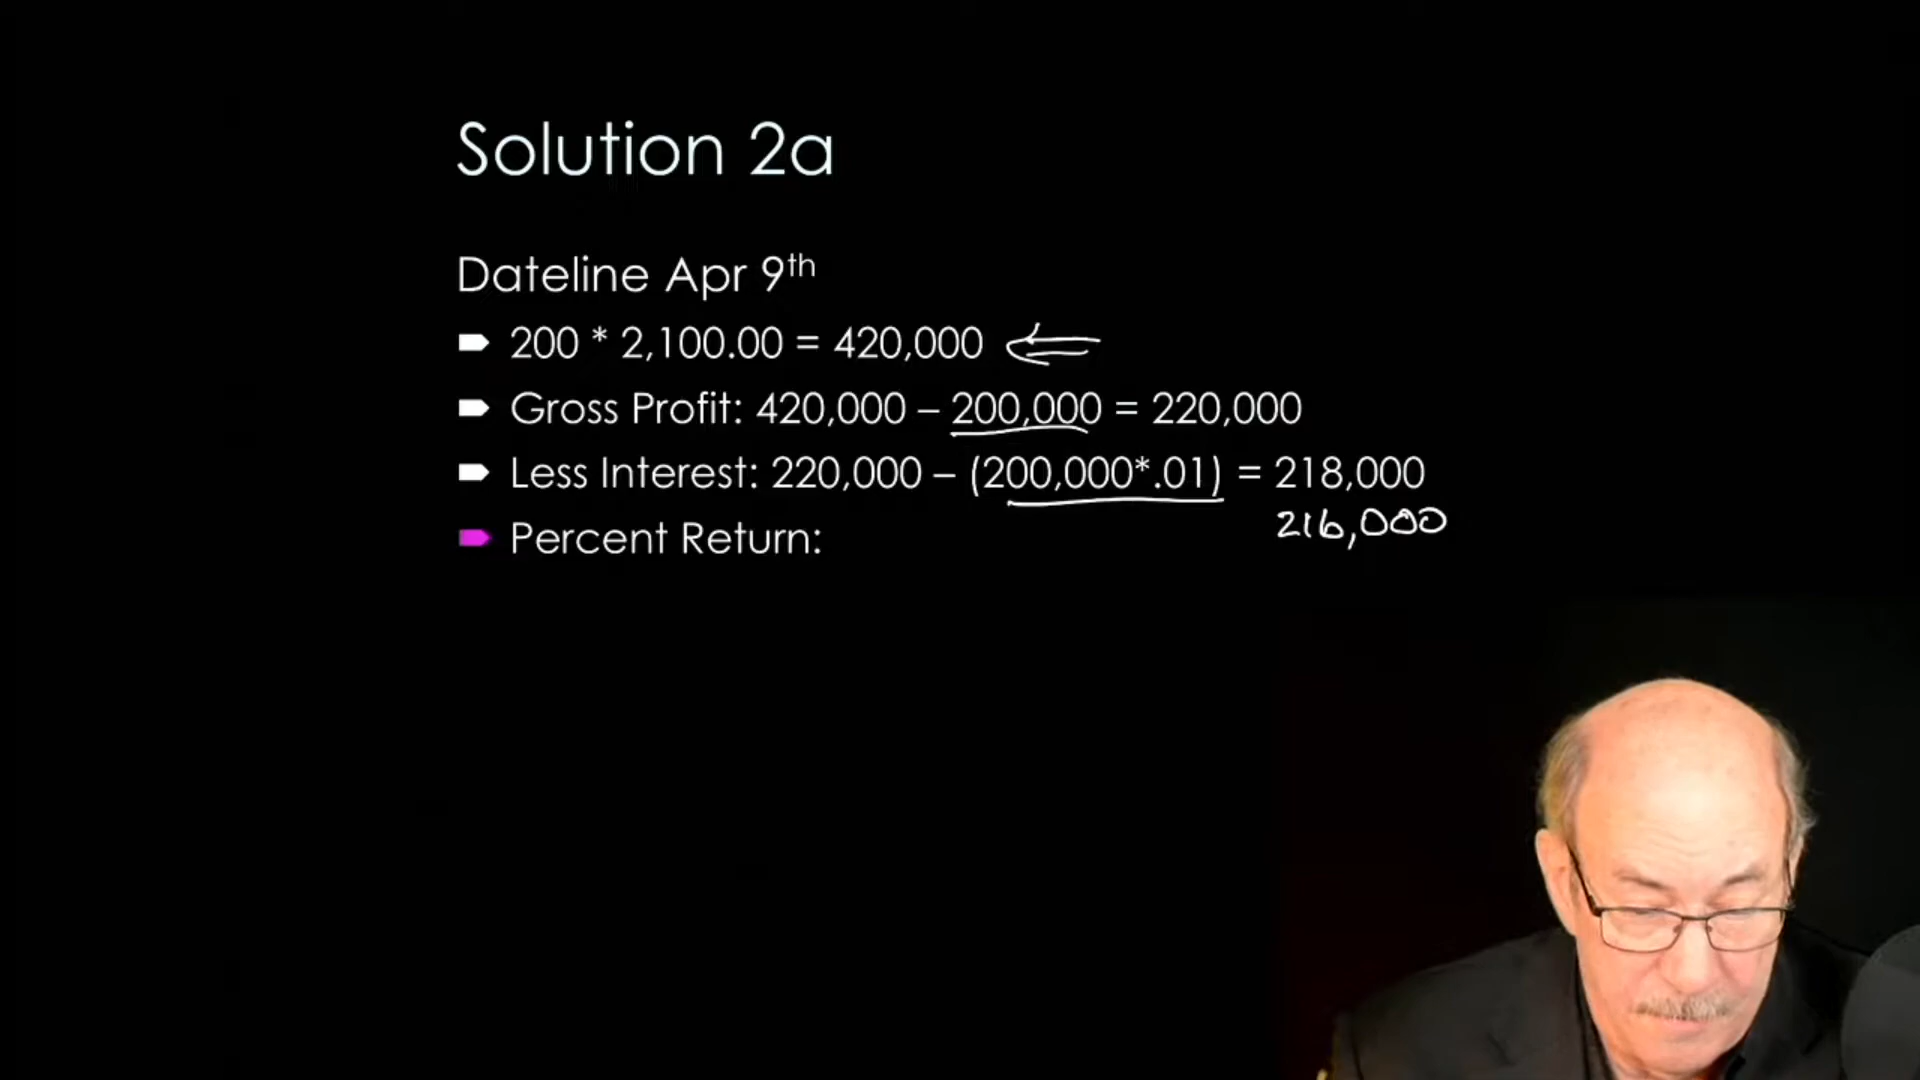 Solution 2a
Dateline Apr 9th
200 * 2,100.00 = 420,000
Gross Profit: 420,000 – 200,000 = 220,000
Less Interest: 220,000 – (200,000*.01) = 218,000
216,000
Percent Return: